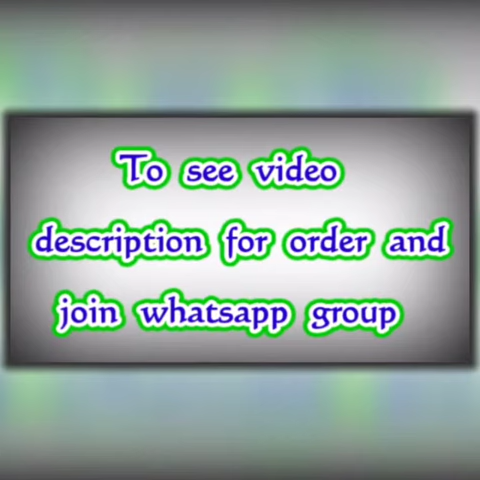 To see video
description for order and
join whatsapp group